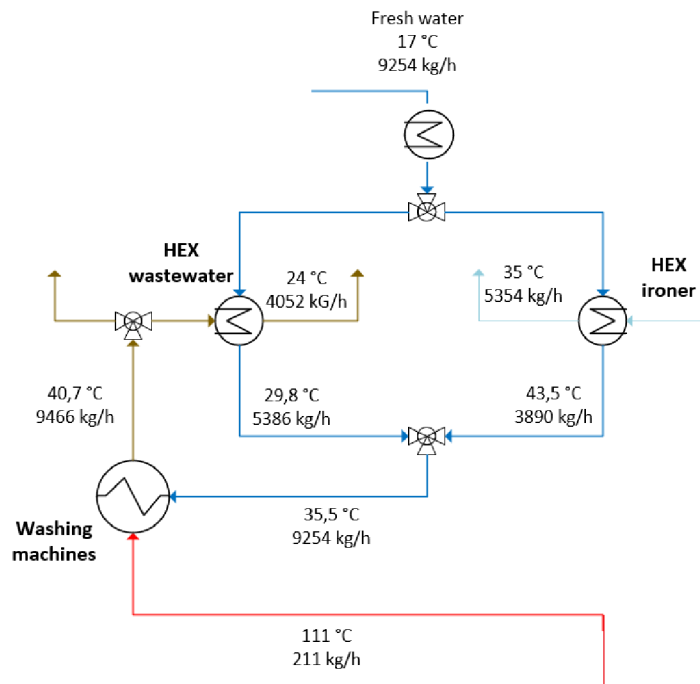 Fresh water
17 °C
9254 kg/h
HEX
wastewater
24 °C
4052 kG/h
35 °C
5354 kg/h
HEX
ironer
40,7 °C
9466 kg/h
29,8 °C
5386 kg/h
43,5 °C
3890 kg/h
Washing
machines
35,5 °C
9254 kg/h
111 °C
211 kg/h